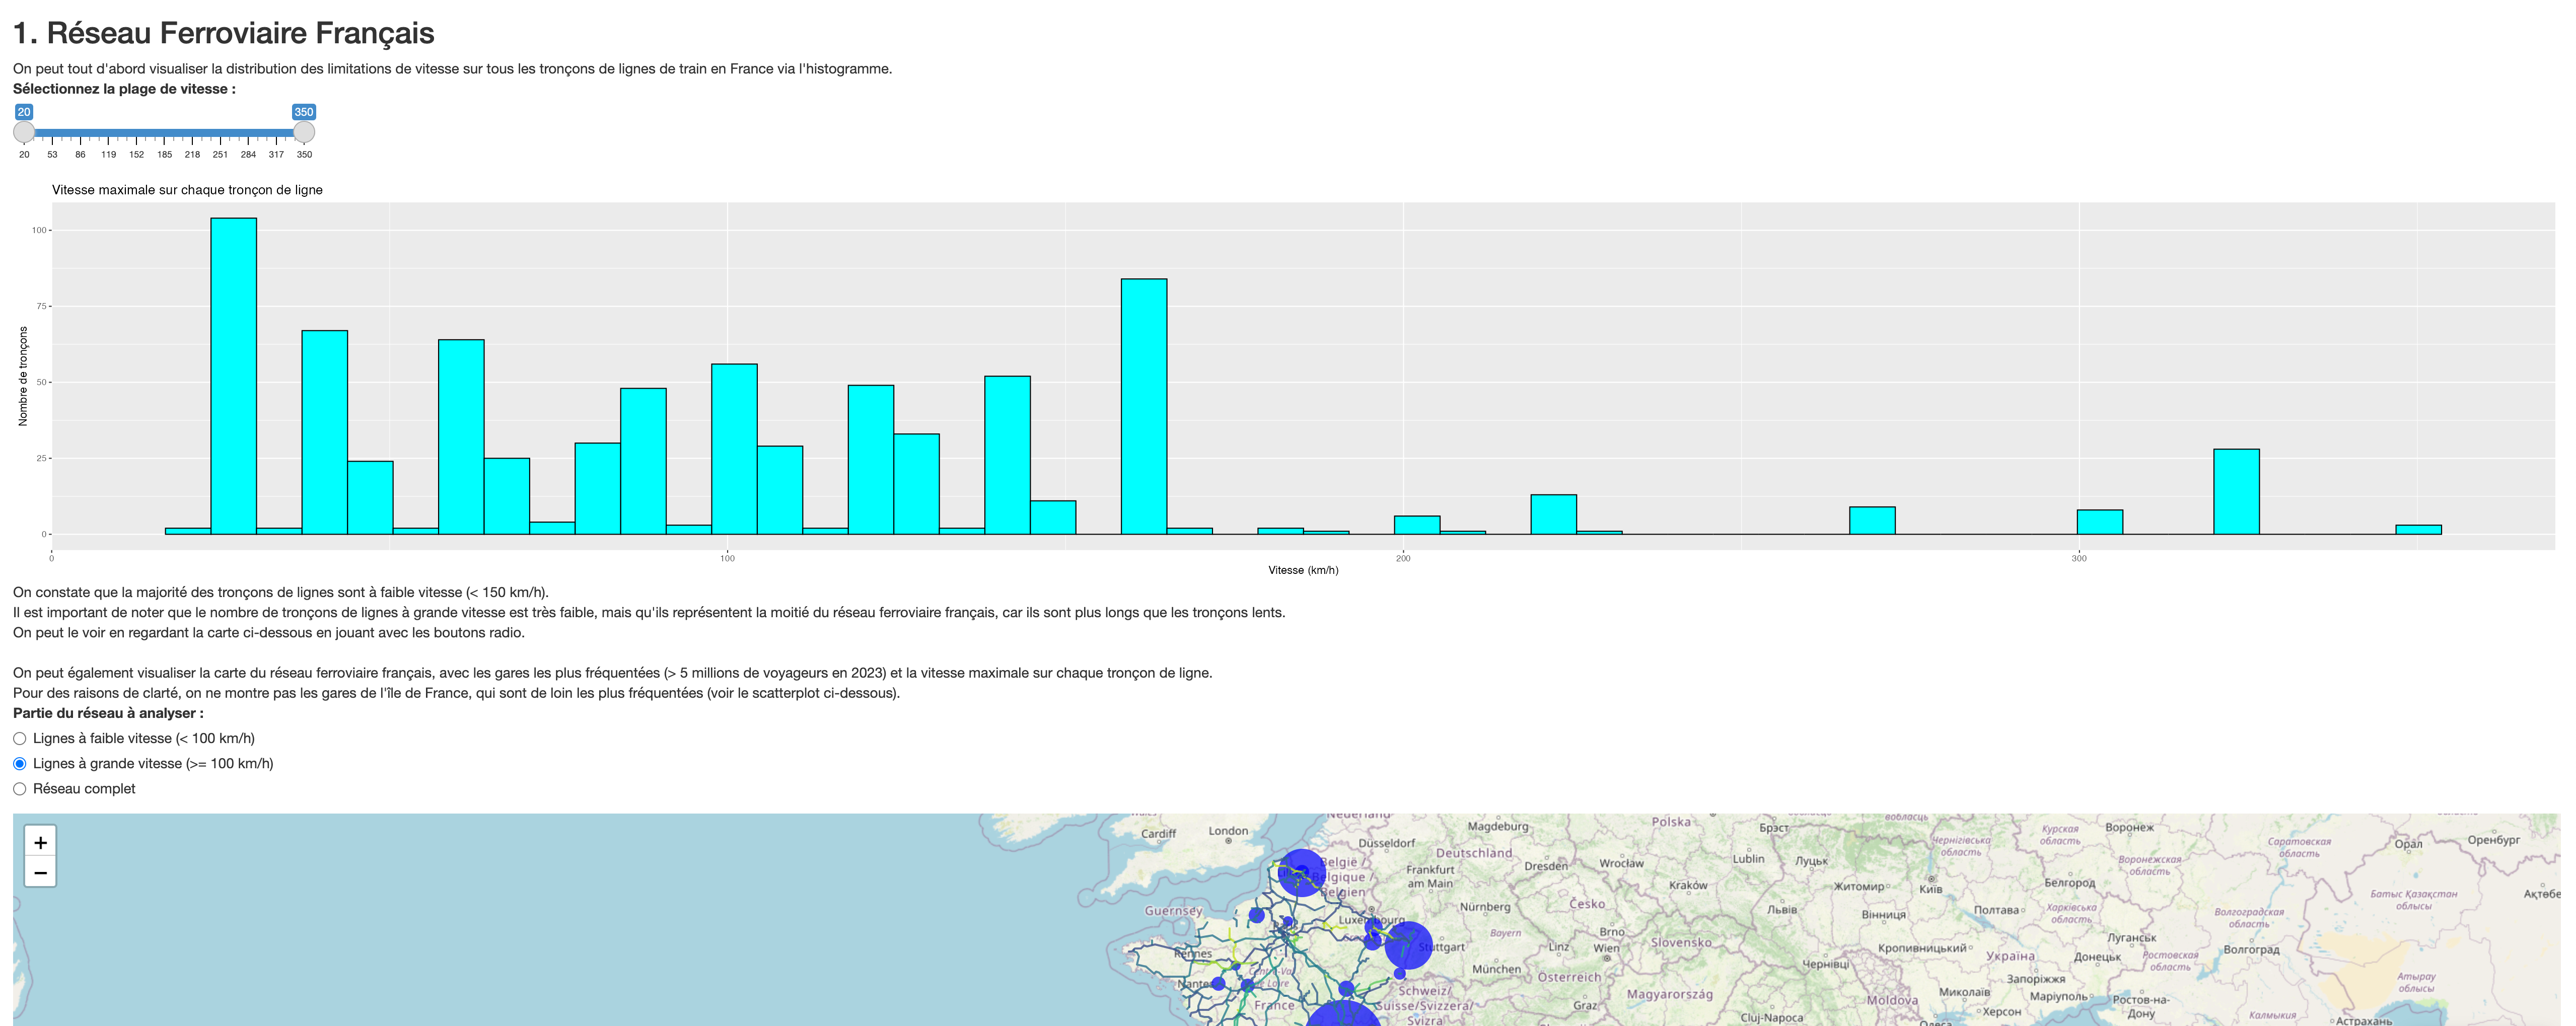 1. Réseau Ferroviaire Français
On peut tout d'abord visualiser la distribution des limitations de vitesse sur tous les tronçons de lignes de train en France via l'histogramme.
Sélectionnez la plage de vitesse :
20 350
20 53 86 119 152 185 218 251 284 317 350
Vitesse maximale sur chaque tronçon de ligne
Nombre de tronçons
100
75
50
25
0
0 100 200 300
Vitesse (km/h)
On constate que la majorité des tronçons de lignes sont à faible vitesse (< 150 km/h).
Il est important de noter que le nombre de tronçons de lignes à grande vitesse est très faible, mais qu'ils représentent la moitié du réseau ferroviaire français, car ils sont plus longs que les tronçons lents.
On peut le voir en regardant la carte ci-dessous en jouant avec les boutons radio.
On peut également visualiser la carte du réseau ferroviaire français, avec les gares les plus fréquentées (> 5 millions de voyageurs en 2023) et la vitesse maximale sur chaque tronçon de ligne.
Pour des raisons de clarté, on ne montre pas les gares de l'île de France, qui sont de loin les plus fréquentées (voir le scatterplot ci-dessous).
Partie du réseau à analyser :
Lignes à faible vitesse (< 100 km/h)
Lignes à grande vitesse (>= 100 km/h)
Réseau complet
+
−
Cardiff
London
Nederland
Magdeburg
Polska
Брэст
Чернігівська
область
Курская
область
Воронеж
Воронежская
область
Саратовская
область
Орал
Оренбург
Düsseldorf
Deutschland
Dresden
Wrocław
Lublin
Луцьк
België /
Belgique /
Belgien
Frankfurt
am Main
Kraków
Житомир
Київ
Белгород
Харківська
область
Батыс Қазақстан
облысы
Ақтөбе
Guernsey
Luxembourg
Nürnberg
Česko
Львів
Вінниця
Полтава
Волгоградская
область
Stuttgart
Bayern
Linz
Brno
Wien
Slovensko
Кропивницький
Луганськ
Волгоград
Rennes
München
Österreich
Чернівці
Україна
Донецьк
Ростовская
область
Атырау
облысы
Nantes
France
Schweiz/
Suisse/Svizzera/
Svizra
Graz
Magyarország
Cluj-Napoca
Moldova
Миколаїв
Запоріжжя
Маріуполь
Херсон
Ростов-на-
Дону
Калмыкия
Астрахань